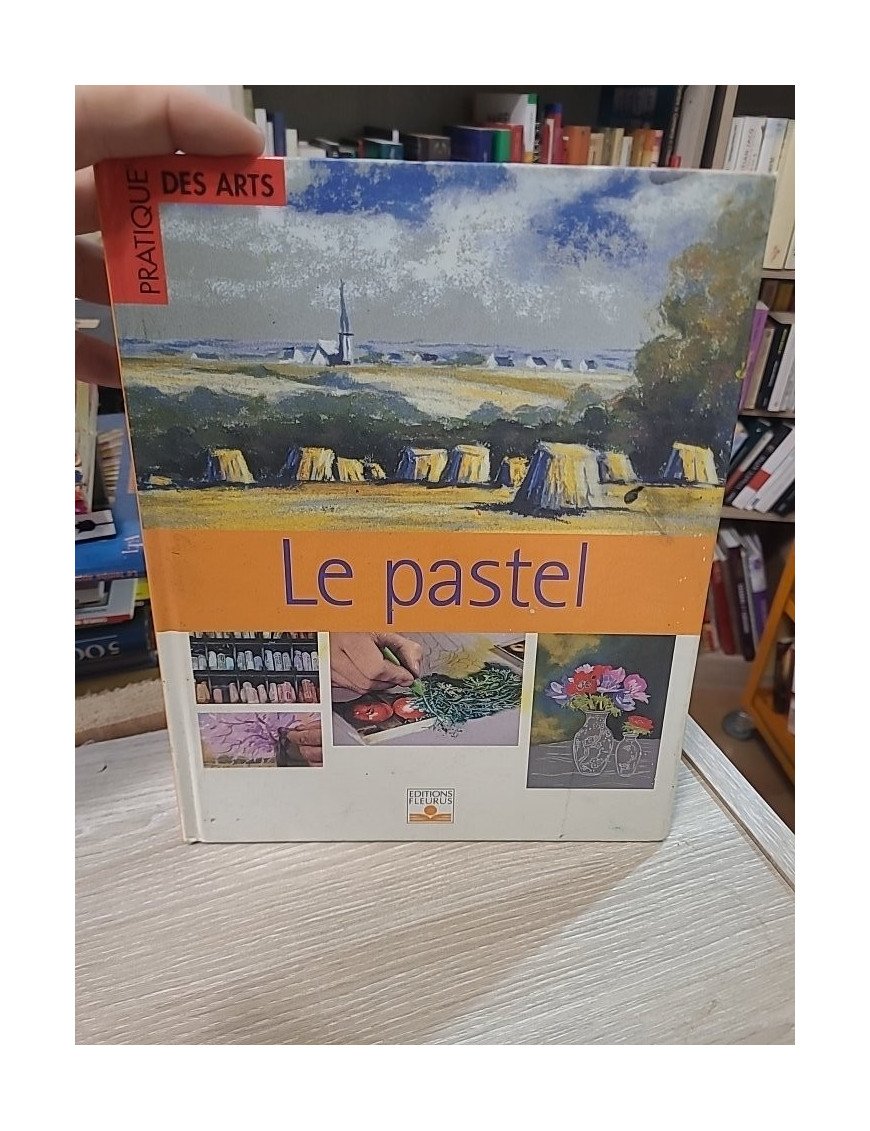 PRATIQUE
DES ARTS
Le pastel
EDITIONS
FLEURUS